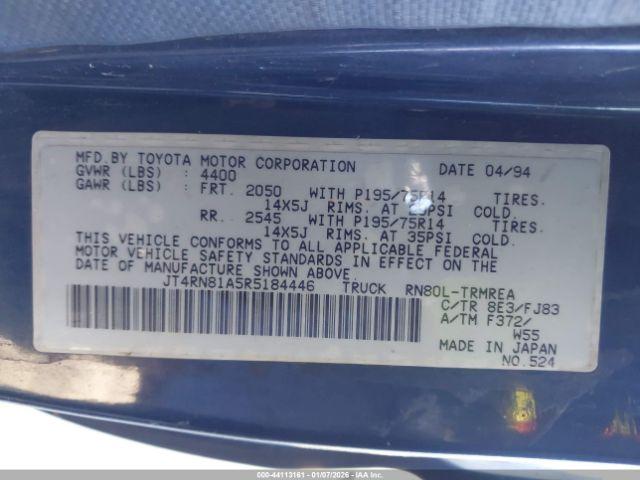 MFD.BY TOYOTA MOTOR CORPORATION DATE 04/94
GVWR (LBS) : 4400
GAWR (LBS) : FRT. 2050 WITH P195/75R14 TIRES.
14X5J RIMS. AT PSI COLD.
RR. 2545 WITH P195/75R14 TIRES.
14X5J RIMS. AT 35PSI COLD.
THIS VEHICLE CONFORMS TO ALL APPLICABLE FEDERAL
MOTOR VEHICLE SAFETY STANDARDS IN EFFECT ON THE
DATE OF MANUFACTURE SHOWN ABOVE.
JT4RN81A5R5184446 TRUCK RN80L-TRMREA
C/TR 8E3/FJ83
A/TM F372/
W55
MADE IN JAPAN
NO.524
000-44113161 - 01/07/2026 - IAA Inc.